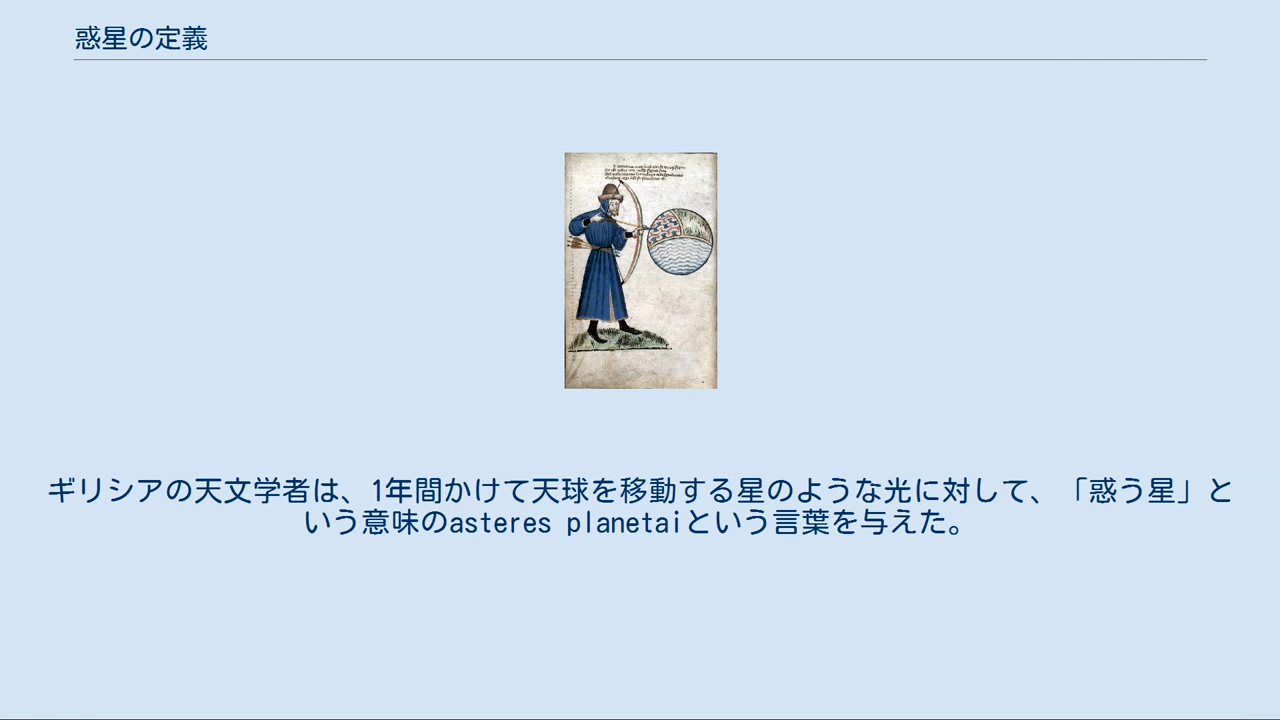 惑星の定義
ギリシアの天文学者は、1年間かけて天球を移動する星のような光に対して、「惑う星」と
いう意味のasteres planetaiという言葉を与えた。